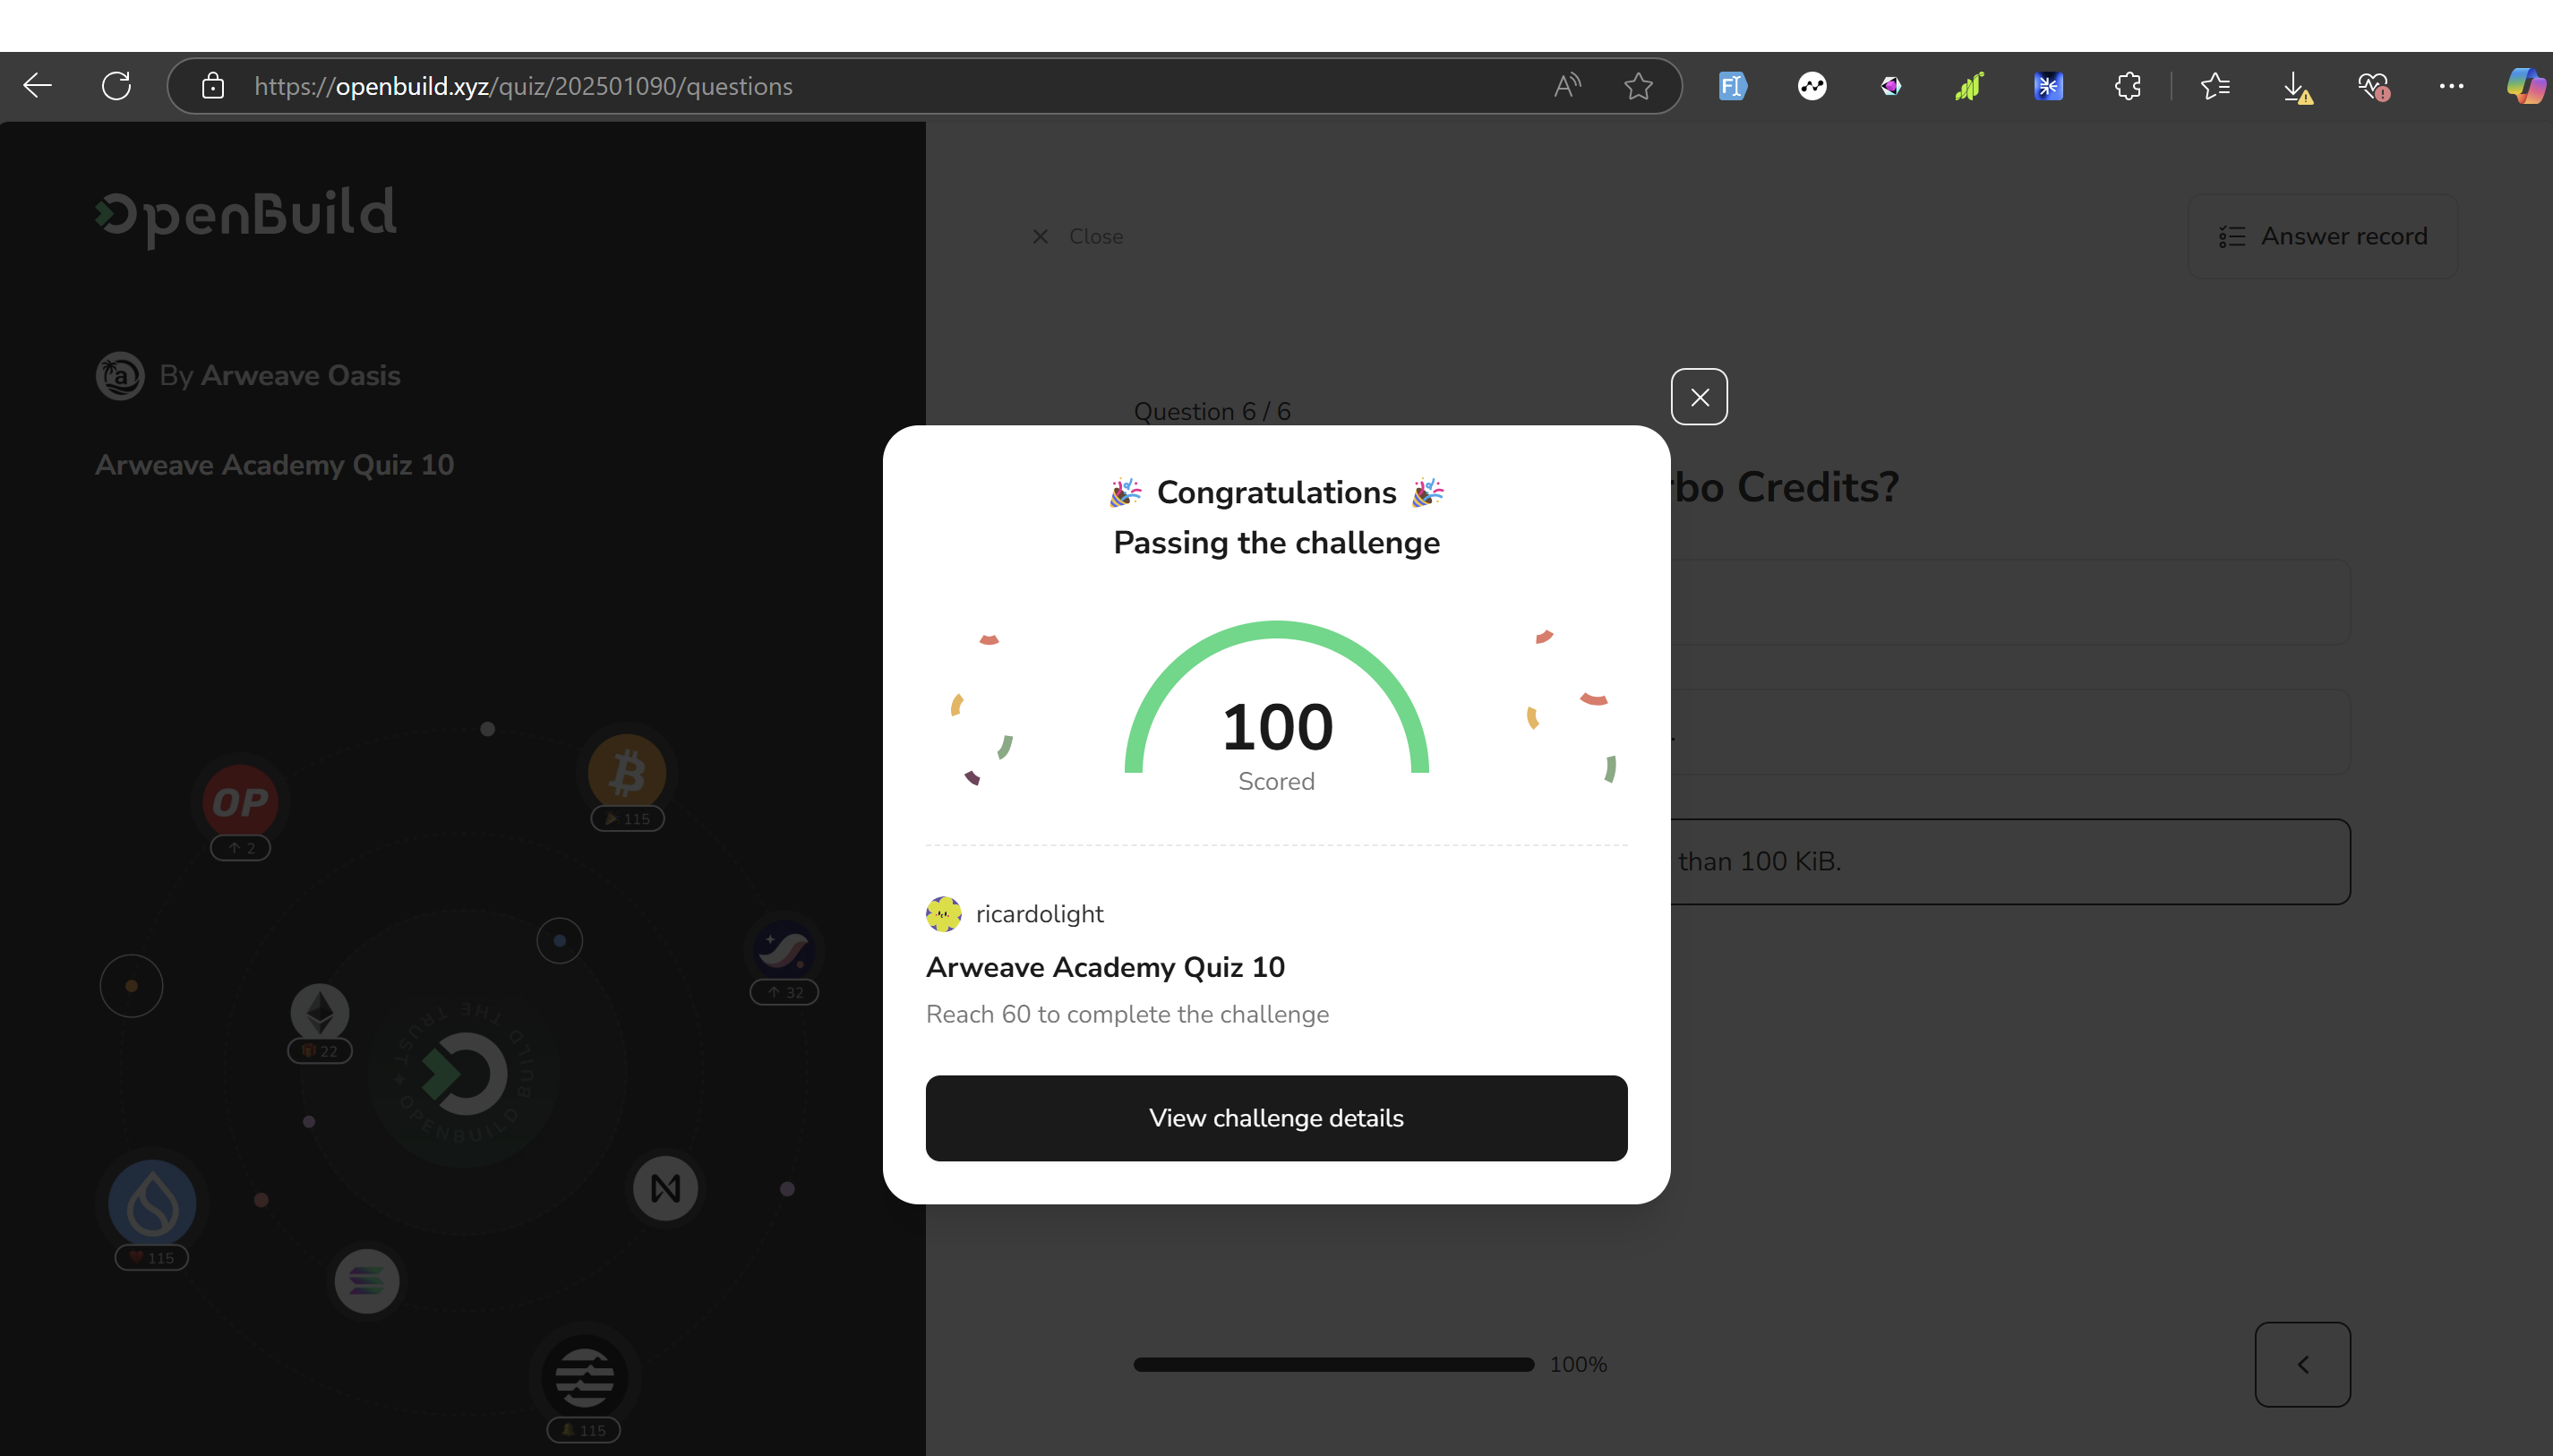 https://openbuild.xyz/quiz/202501090/questions
OpenBuild
By Arweave Oasis
Arweave Academy Quiz 10
OP
2
115
32
22
BUILD THE TRUST
OPENBUILD
115
115
Close
Answer record
Question 6 / 6
rbo Credits?
than 100 KiB.
Congratulations
Passing the challenge
100
Scored
ricardolight
Arweave Academy Quiz 10
Reach 60 to complete the challenge
View challenge details
100%